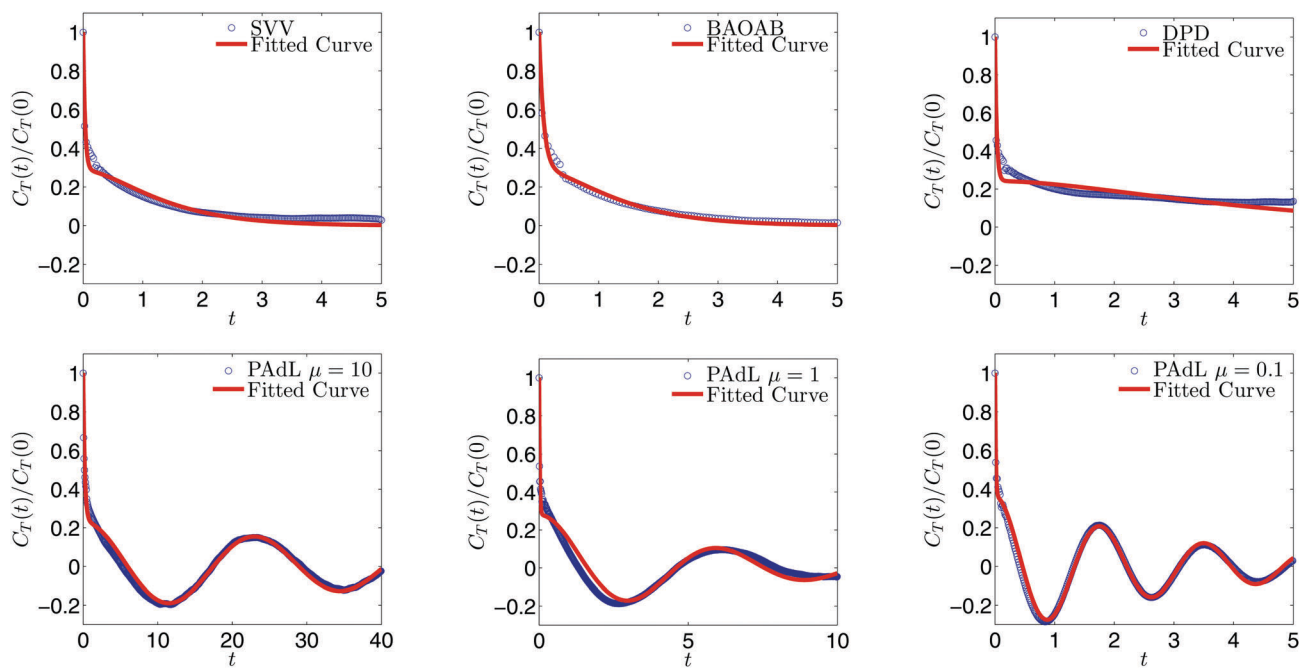 SVV
Fitted Curve
C_T(t)/C_T(0)
1
0.8
0.6
0.4
0.2
0
−0.2
0 1 2 3 4 5
t
BAOAB
Fitted Curve
C_T(t)/C_T(0)
1
0.8
0.6
0.4
0.2
0
−0.2
0 1 2 3 4 5
t
DPD
Fitted Curve
C_T(t)/C_T(0)
1
0.8
0.6
0.4
0.2
0
−0.2
0 1 2 3 4 5
t
PAdL μ = 10
Fitted Curve
C_T(t)/C_T(0)
1
0.8
0.6
0.4
0.2
0
−0.2
0 10 20 30 40
t
PAdL μ = 1
Fitted Curve
C_T(t)/C_T(0)
1
0.8
0.6
0.4
0.2
0
−0.2
0 5 10
t
PAdL μ = 0.1
Fitted Curve
C_T(t)/C_T(0)
1
0.8
0.6
0.4
0.2
0
−0.2
0 1 2 3 4 5
t